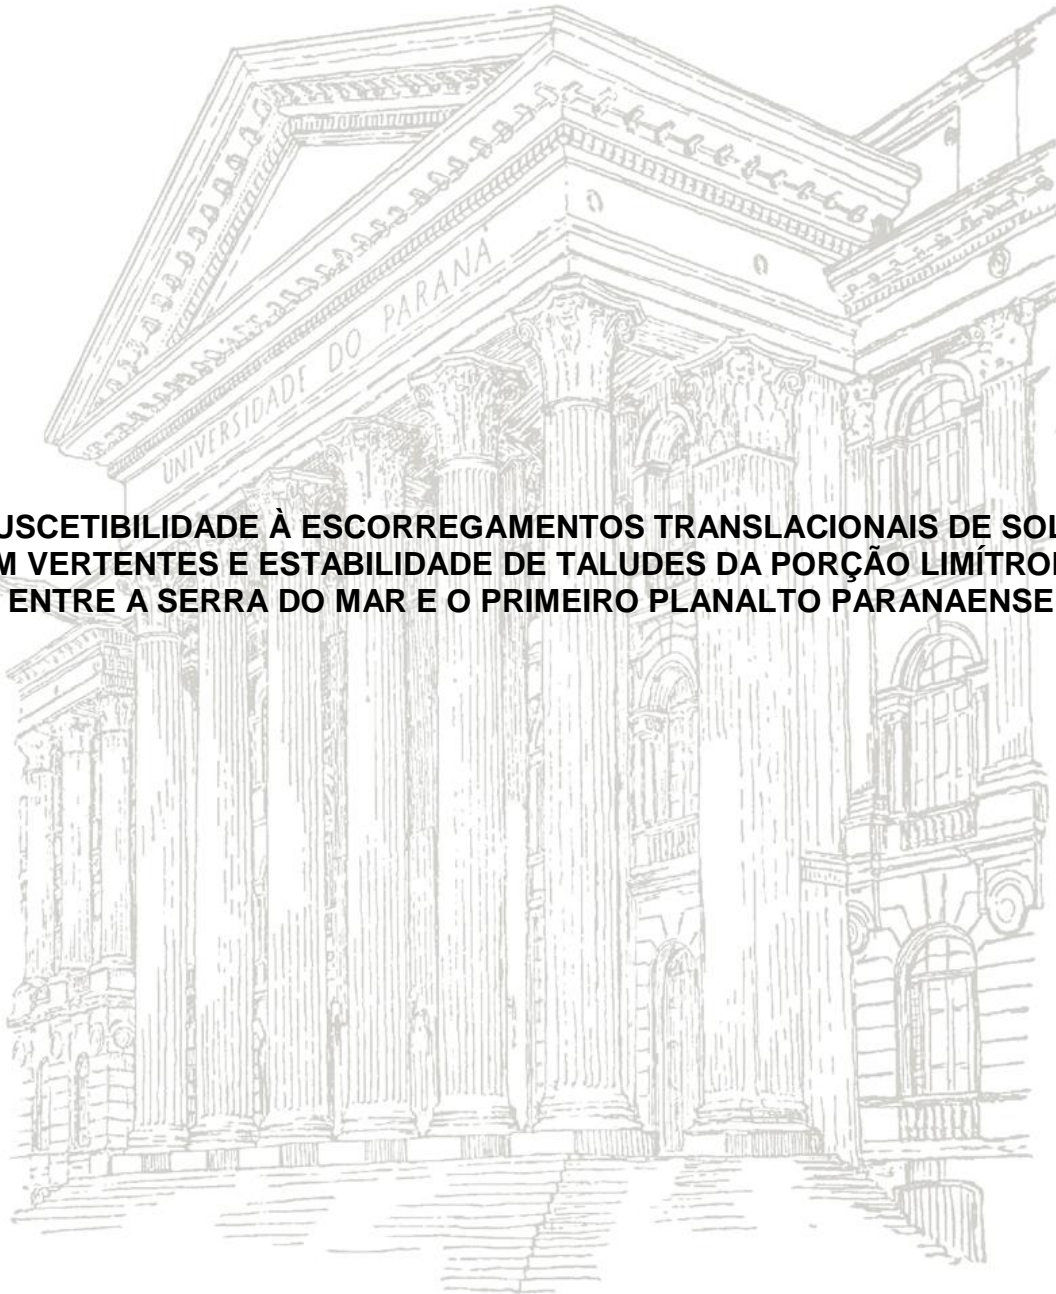 UNIVERSIDADE DO PARANÁ
USCETIBILIDADE À ESCORREGAMENTOS TRANSLACIONAIS DE SOL
M VERTENTES E ESTABILIDADE DE TALUDES DA PORÇÃO LIMÍTRO
ENTRE A SERRA DO MAR E O PRIMEIRO PLANALTO PARANAENSE